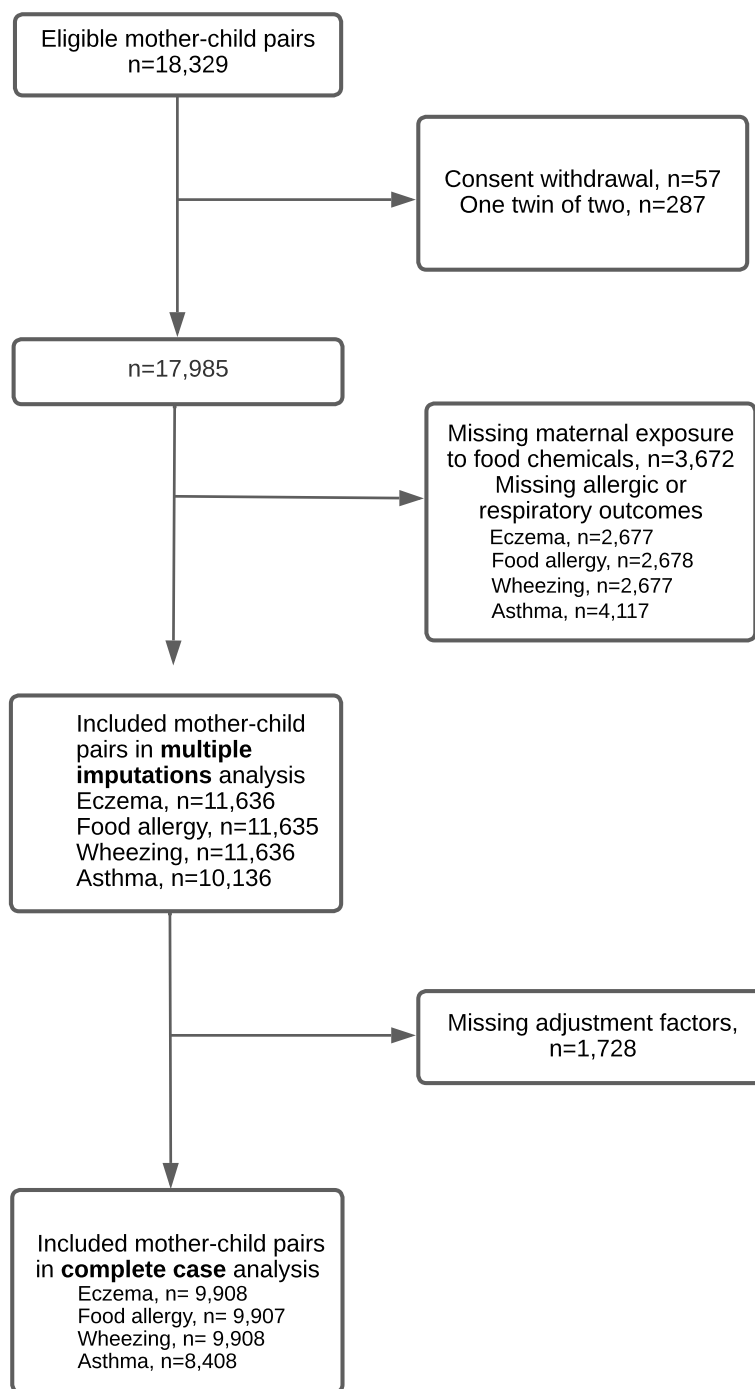 Eligible mother-child pairs
n=18,329
Consent withdrawal, n=57
One twin of two, n=287
n=17,985
Missing maternal exposure
to food chemicals, n=3,672
Missing allergic or
respiratory outcomes
Eczema, n=2,677
Food allergy, n=2,678
Wheezing, n=2,677
Asthma, n=4,117
Included mother-child
pairs in multiple
imputations analysis
Eczema, n=11,636
Food allergy, n=11,635
Wheezing, n=11,636
Asthma, n=10,136
Missing adjustment factors,
n=1,728
Included mother-child pairs
in complete case analysis
Eczema, n= 9,908
Food allergy, n= 9,907
Wheezing, n= 9,908
Asthma, n=8,408